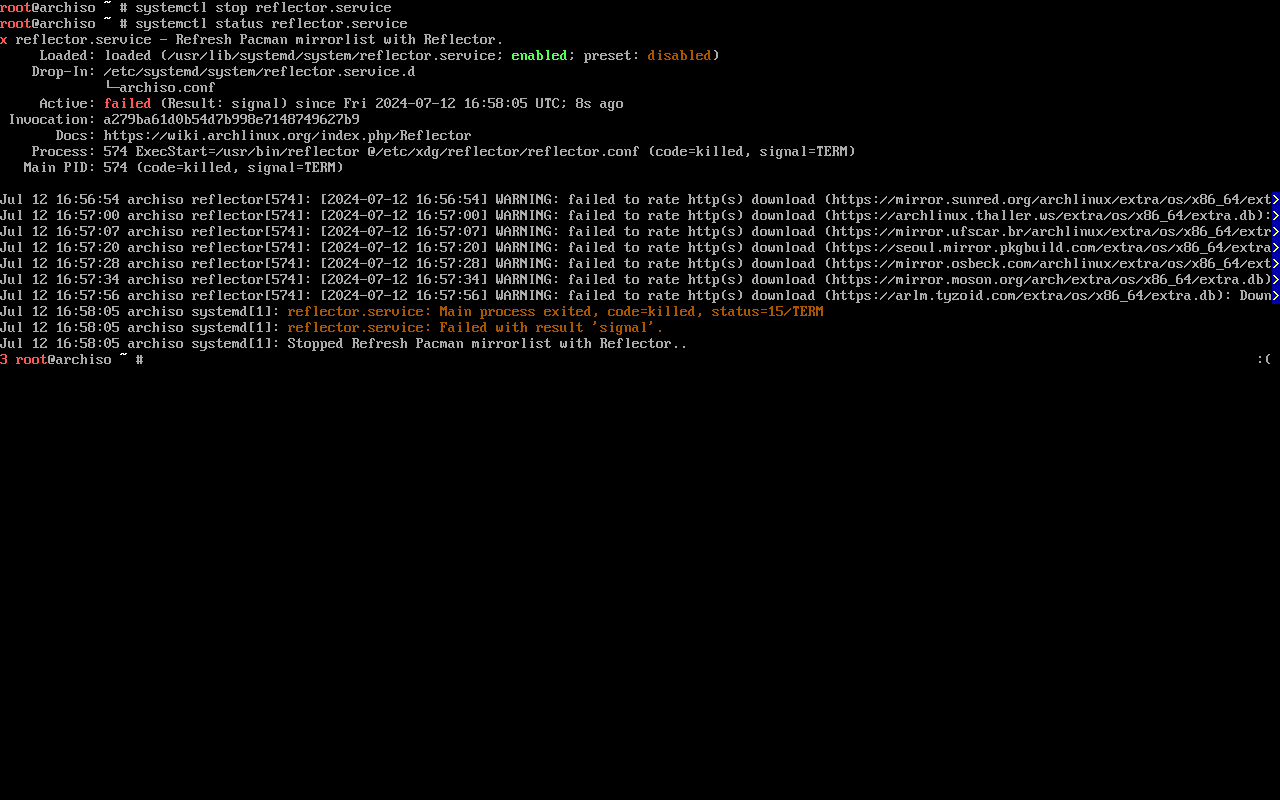 root@archiso ~ # systemctl stop reflector.service
root@archiso ~ # systemctl status reflector.service
x reflector.service - Refresh Pacman mirrorlist with Reflector.
     Loaded: loaded (/usr/lib/systemd/system/reflector.service; enabled; preset: disabled)
    Drop-In: /etc/systemd/system/reflector.service.d
             └─archiso.conf
     Active: failed (Result: signal) since Fri 2024-07-12 16:58:05 UTC; 8s ago
 Invocation: a279ba61d0b54d7b998e7148749627b9
       Docs: https://wiki.archlinux.org/index.php/Reflector
    Process: 574 ExecStart=/usr/bin/reflector @/etc/xdg/reflector/reflector.conf (code=killed, signal=TERM)
   Main PID: 574 (code=killed, signal=TERM)

Jul 12 16:56:54 archiso reflector[574]: [2024-07-12 16:56:54] WARNING: failed to rate http(s) download (https://mirror.sunred.org/archlinux/extra/os/x86_64/ext>
Jul 12 16:57:00 archiso reflector[574]: [2024-07-12 16:57:00] WARNING: failed to rate http(s) download (https://archlinux.thaller.ws/extra/os/x86_64/extra.db):>
Jul 12 16:57:07 archiso reflector[574]: [2024-07-12 16:57:07] WARNING: failed to rate http(s) download (https://mirror.ufscar.br/archlinux/extra/os/x86_64/extr>
Jul 12 16:57:20 archiso reflector[574]: [2024-07-12 16:57:20] WARNING: failed to rate http(s) download (https://seoul.mirror.pkgbuild.com/extra/os/x86_64/extra>
Jul 12 16:57:28 archiso reflector[574]: [2024-07-12 16:57:28] WARNING: failed to rate http(s) download (https://mirror.osbeck.com/archlinux/extra/os/x86_64/ext>
Jul 12 16:57:34 archiso reflector[574]: [2024-07-12 16:57:34] WARNING: failed to rate http(s) download (https://mirror.moson.org/arch/extra/os/x86_64/extra.db)>
Jul 12 16:57:56 archiso reflector[574]: [2024-07-12 16:57:56] WARNING: failed to rate http(s) download (https://arlm.tyzoid.com/extra/os/x86_64/extra.db): Down>
Jul 12 16:58:05 archiso systemd[1]: reflector.service: Main process exited, code=killed, status=15/TERM
Jul 12 16:58:05 archiso systemd[1]: reflector.service: Failed with result 'signal'.
Jul 12 16:58:05 archiso systemd[1]: Stopped Refresh Pacman mirrorlist with Reflector..
3 root@archiso ~ # :(